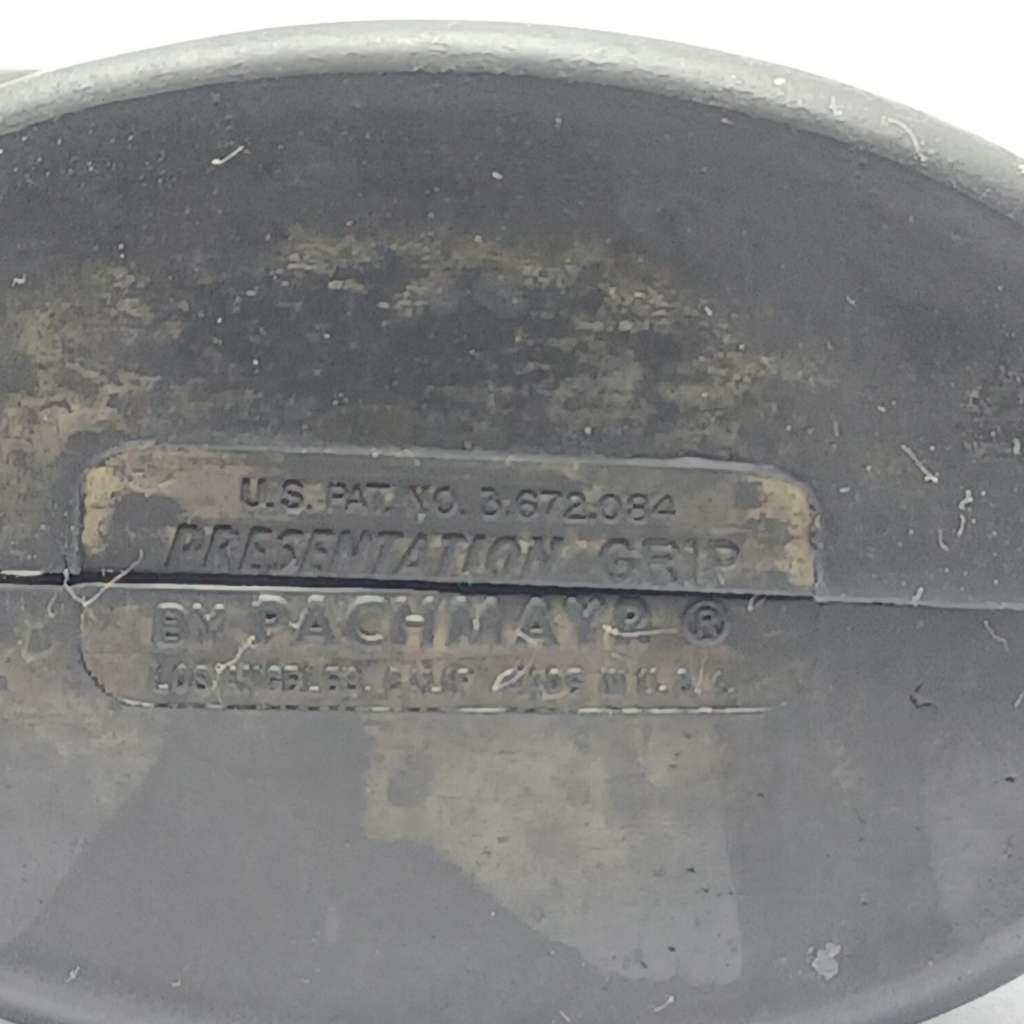 U.S. PAT. NO. 3.672.084
PRESENTATION GRIP
BY PACHMAYR ®
LOS ANGELES, CALIF. MADE IN U.S.A.